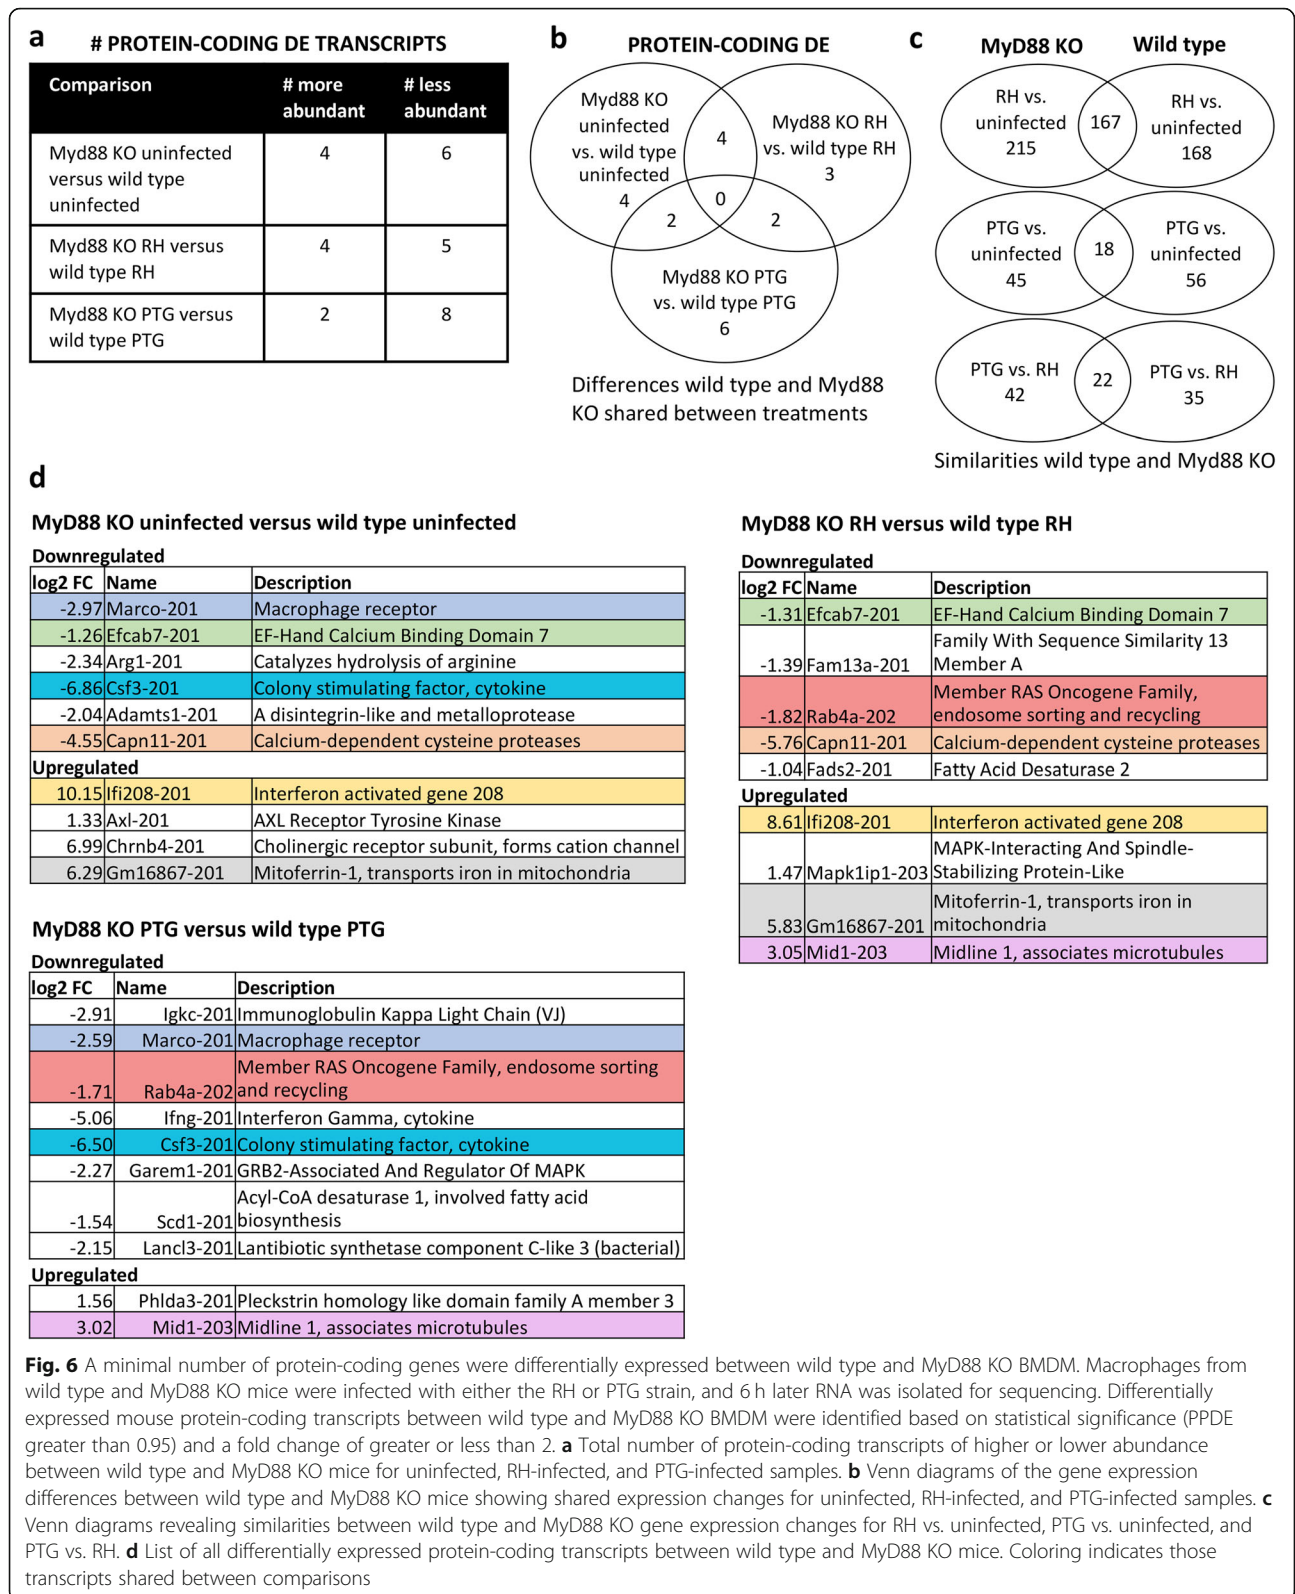 a # PROTEIN-CODING DE TRANSCRIPTS
Comparison # more abundant # less abundant
Myd88 KO uninfected
versus wild type
uninfected 4 6
Myd88 KO RH versus
wild type RH 4 5
Myd88 KO PTG versus
wild type PTG 2 8
b PROTEIN-CODING DE
Myd88 KO
uninfected
vs. wild type
uninfected
4
4
Myd88 KO RH
vs. wild type RH
3
0
2
2
Myd88 KO PTG
vs. wild type PTG
6
Differences wild type and Myd88
KO shared between treatments
c MyD88 KO Wild type
RH vs.
uninfected
215
167
RH vs.
uninfected
168
PTG vs.
uninfected
45
18
PTG vs.
uninfected
56
PTG vs. RH
42
22
PTG vs. RH
35
Similarities wild type and Myd88 KO
d
MyD88 KO uninfected versus wild type uninfected
Downregulated
log2 FC Name Description
-2.97 Marco-201 Macrophage receptor
-1.26 Efcab7-201 EF-Hand Calcium Binding Domain 7
-2.34 Arg1-201 Catalyzes hydrolysis of arginine
-6.86 Csf3-201 Colony stimulating factor, cytokine
-2.04 Adamts1-201 A disintegrin-like and metalloprotease
-4.55 Capn11-201 Calcium-dependent cysteine proteases
Upregulated
10.15 Ifi208-201 Interferon activated gene 208
1.33 Axl-201 AXL Receptor Tyrosine Kinase
6.99 Chrnb4-201 Cholinergic receptor subunit, forms cation channel
6.29 Gm16867-201 Mitoferrin-1, transports iron in mitochondria
MyD88 KO RH versus wild type RH
Downregulated
log2 FC Name Description
-1.31 Efcab7-201 EF-Hand Calcium Binding Domain 7
Family With Sequence Similarity 13
-1.39 Fam13a-201 Member A
Member RAS Oncogene Family,
-1.82 Rab4a-202 endosome sorting and recycling
-5.76 Capn11-201 Calcium-dependent cysteine proteases
-1.04 Fads2-201 Fatty Acid Desaturase 2
Upregulated
8.61 Ifi208-201 Interferon activated gene 208
MAPK-Interacting And Spindle-
1.47 Mapk1ip1-203 Stabilizing Protein-Like
Mitoferrin-1, transports iron in
5.83 Gm16867-201 mitochondria
3.05 Mid1-203 Midline 1, associates microtubules
MyD88 KO PTG versus wild type PTG
Downregulated
log2 FC Name Description
-2.91 Igkc-201 Immunoglobulin Kappa Light Chain (VJ)
-2.59 Marco-201 Macrophage receptor
Member RAS Oncogene Family, endosome sorting
-1.71 Rab4a-202 and recycling
-5.06 Ifng-201 Interferon Gamma, cytokine
-6.50 Csf3-201 Colony stimulating factor, cytokine
-2.27 Garem1-201 GRB2-Associated And Regulator Of MAPK
Acyl-CoA desaturase 1, involved fatty acid
-1.54 Scd1-201 biosynthesis
-2.15 Lancl3-201 Lantibiotic synthetase component C-like 3 (bacterial)
Upregulated
1.56 Phlda3-201 Pleckstrin homology like domain family A member 3
3.02 Mid1-203 Midline 1, associates microtubules
Fig. 6 A minimal number of protein-coding genes were differentially expressed between wild type and MyD88 KO BMDM. Macrophages from
wild type and MyD88 KO mice were infected with either the RH or PTG strain, and 6 h later RNA was isolated for sequencing. Differentially
expressed mouse protein-coding transcripts between wild type and MyD88 KO BMDM were identified based on statistical significance (PPDE
greater than 0.95) and a fold change of greater or less than 2. a Total number of protein-coding transcripts of higher or lower abundance
between wild type and MyD88 KO mice for uninfected, RH-infected, and PTG-infected samples. b Venn diagrams of the gene expression
differences between wild type and MyD88 KO mice showing shared expression changes for uninfected, RH-infected, and PTG-infected samples. c
Venn diagrams revealing similarities between wild type and MyD88 KO gene expression changes for RH vs. uninfected, PTG vs. uninfected, and
PTG vs. RH. d List of all differentially expressed protein-coding transcripts between wild type and MyD88 KO mice. Coloring indicates those
transcripts shared between comparisons